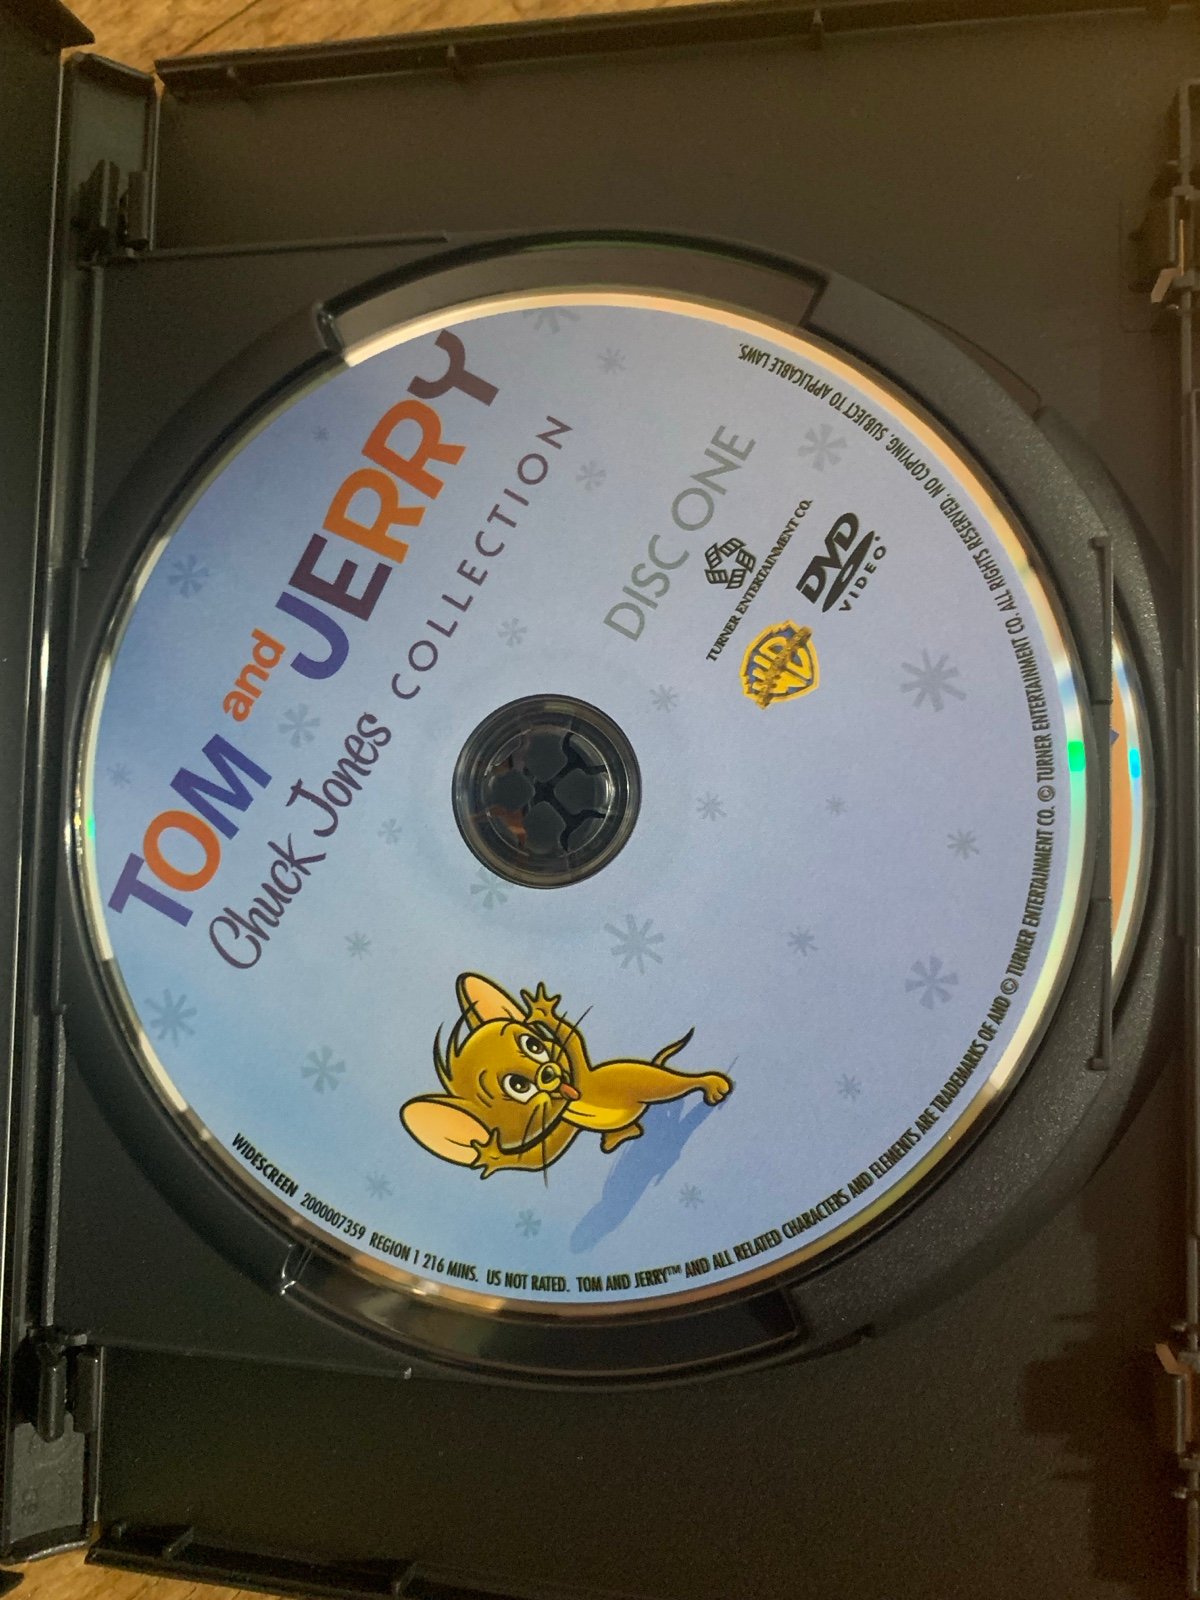 TOM and JERRY
Chuck Jones COLLECTION
DISC ONE
TURNER ENTERTAINMENT CO.
WB
DVD
VIDEO
WIDESCREEN 2000007359 REGION 1 216 MINS. US NOT RATED. TOM AND JERRY™ AND ALL RELATED CHARACTERS AND ELEMENTS ARE TRADEMARKS OF AND © TURNER ENTERTAINMENT CO. © TURNER ENTERTAINMENT CO. ALL RIGHTS RESERVED. NO COPYING. SUBJECT TO APPLICABLE LAWS.